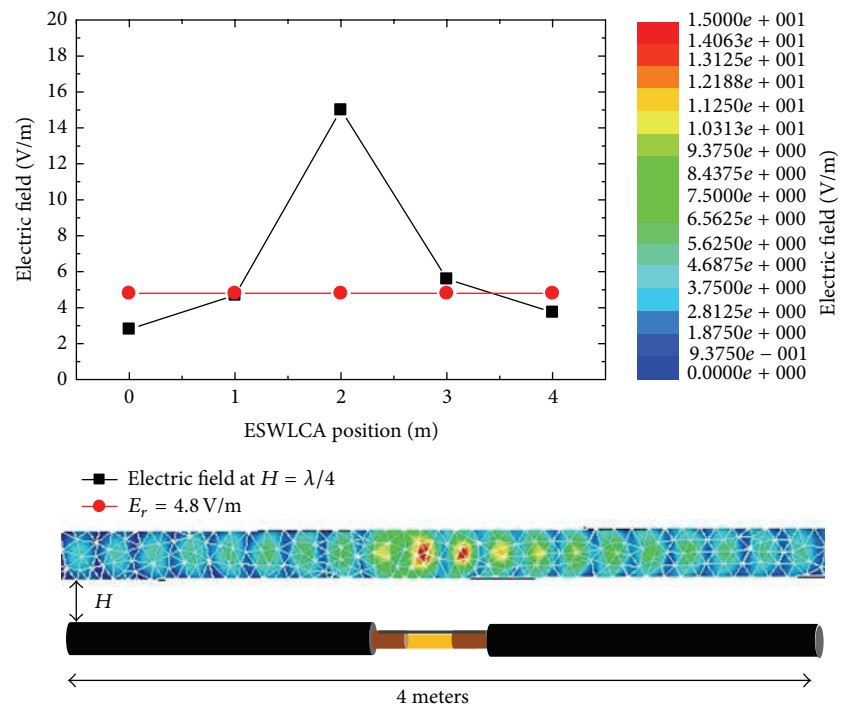 20
18
16
14
12
10
8
6
4
2
0
Electric field (V/m)
0 1 2 3 4
ESWLCA position (m)
1.5000e + 001
1.4063e + 001
1.3125e + 001
1.2188e + 001
1.1250e + 001
1.0313e + 001
9.3750e + 000
8.4375e + 000
7.5000e + 000
6.5625e + 000
5.6250e + 000
4.6875e + 000
3.7500e + 000
2.8125e + 000
1.8750e + 000
9.3750e − 001
0.0000e + 000
Electric field (V/m)
Electric field at H = λ/4
E_r = 4.8 V/m
H
4 meters